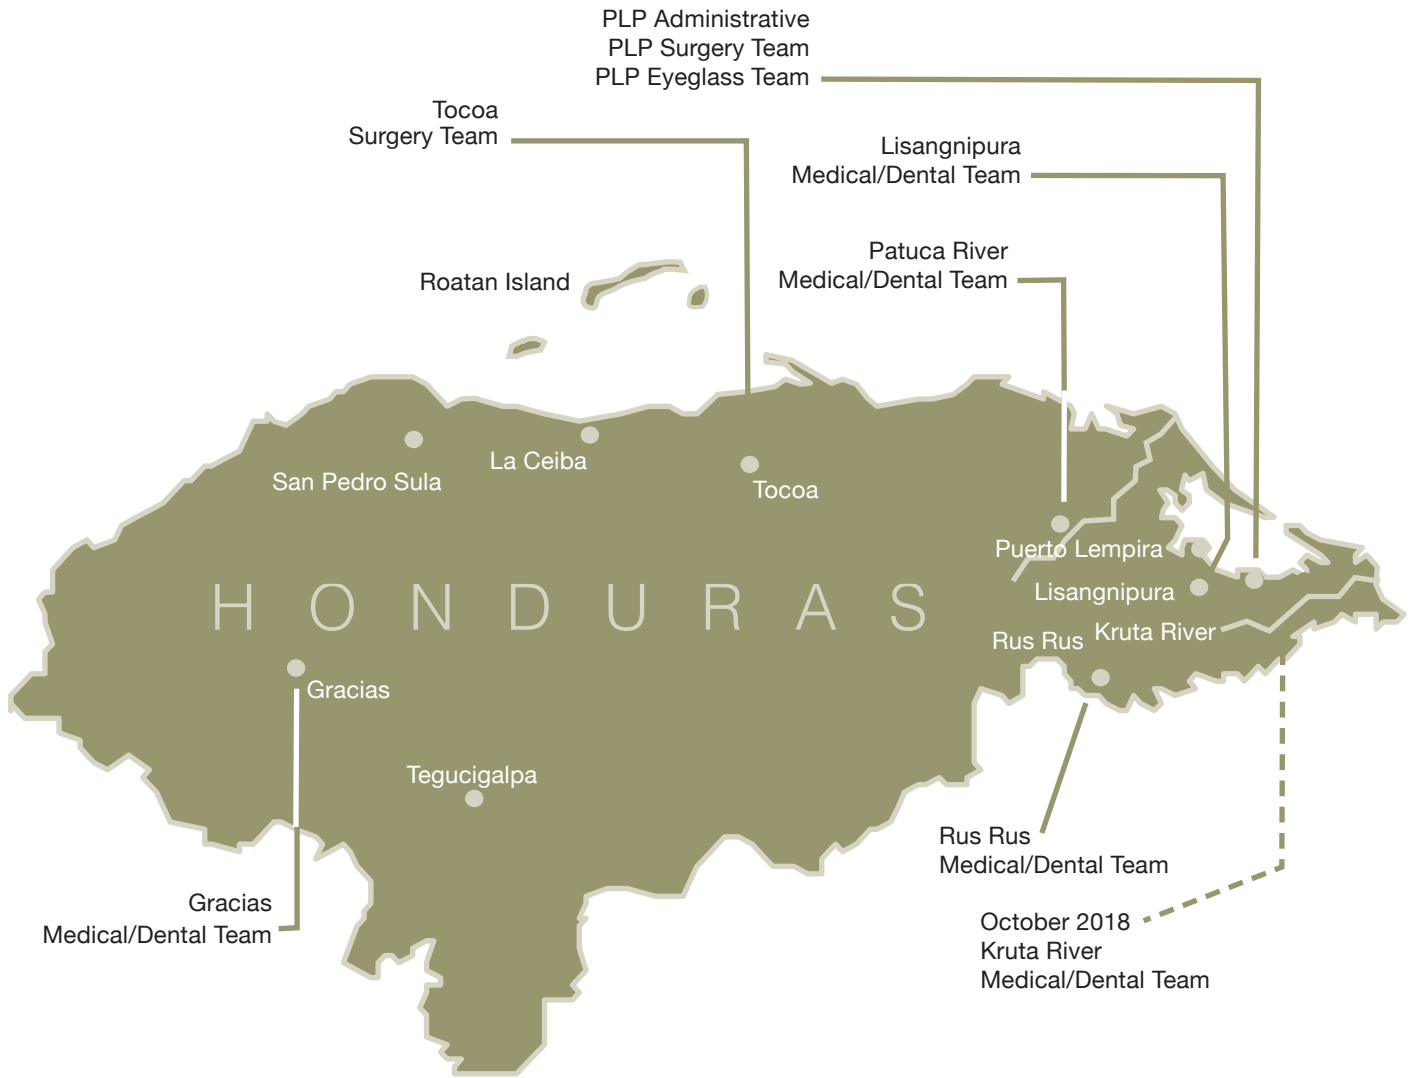 PLP Administrative
PLP Surgery Team
PLP Eyeglass Team
Tocoa
Surgery Team
Lisangnipura
Medical/Dental Team
Patuca River
Medical/Dental Team
Roatan Island
San Pedro Sula
La Ceiba
Tocoa
Puerto Lempira
Lisangnipura
HONDURAS
Kruta River
Rus Rus
Gracias
Tegucigalpa
Rus Rus
Medical/Dental Team
Gracias
Medical/Dental Team
October 2018
Kruta River
Medical/Dental Team